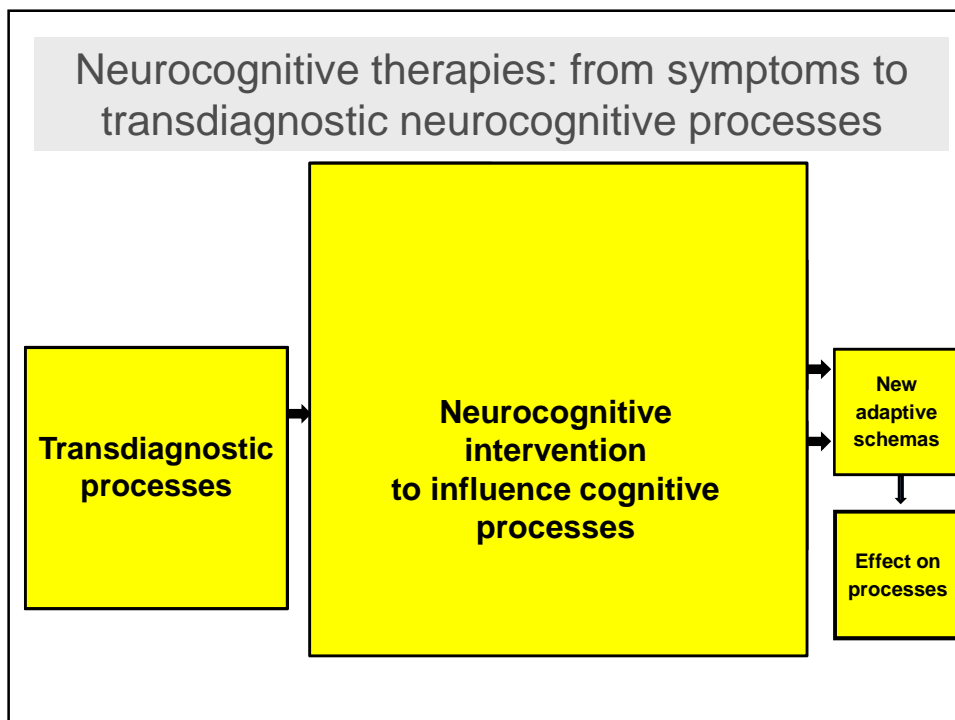 Neurocognitive therapies: from symptoms to
transdiagnostic neurocognitive processes
Transdiagnostic
processes
Neurocognitive
intervention
to influence cognitive
processes
New
adaptive
schemas
Effect on
processes